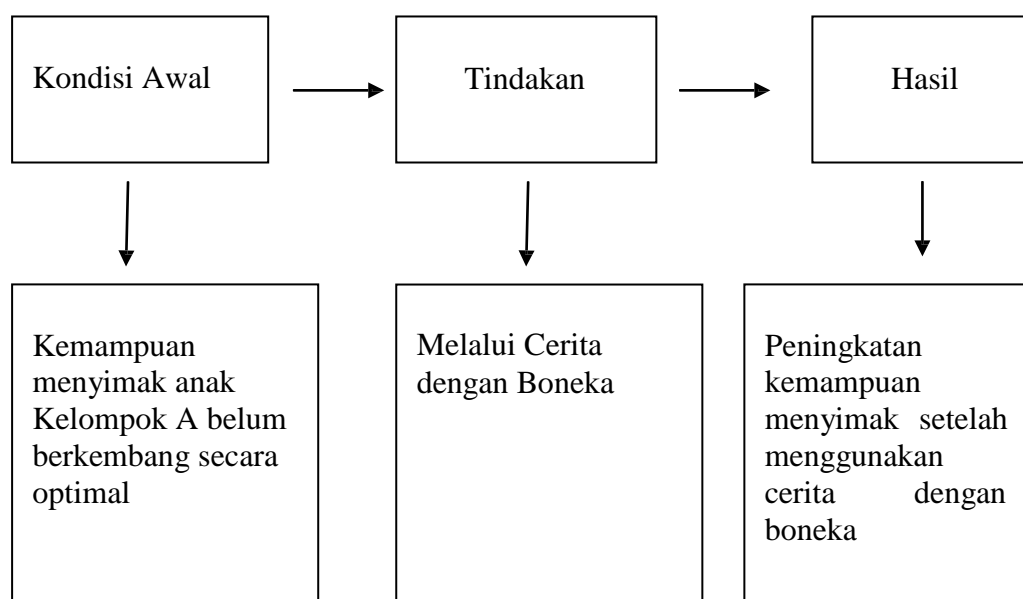 Kondisi Awal
Tindakan
Hasil
Kemampuan
menyimak anak
Kelompok A belum
berkembang secara
optimal
Melalui Cerita
dengan Boneka
Peningkatan
kemampuan
menyimak setelah
menggunakan
cerita dengan
boneka